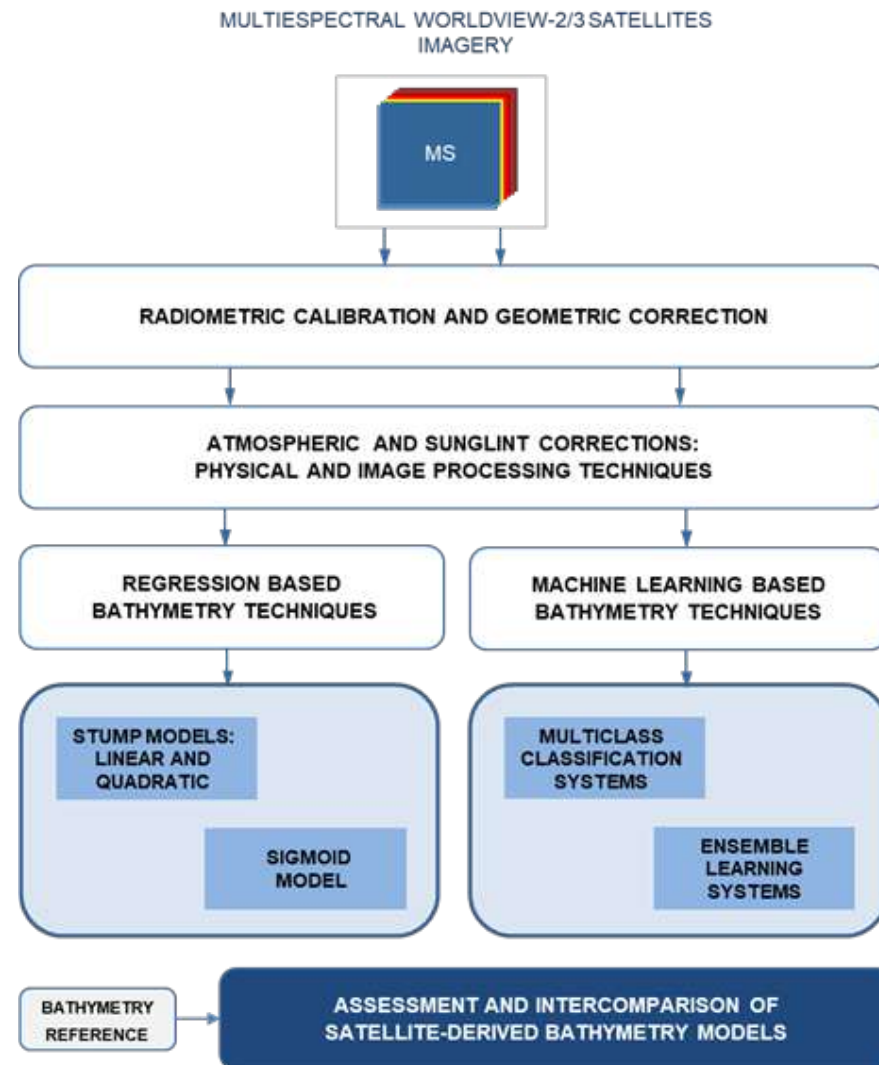 MULTIESPECTRAL WORLDVIEW-2/3 SATELLITES
IMAGERY
MS
RADIOMETRIC CALIBRATION AND GEOMETRIC CORRECTION
ATMOSPHERIC AND SUNGLINT CORRECTIONS:
PHYSICAL AND IMAGE PROCESSING TECHNIQUES
REGRESSION BASED
BATHYMETRY TECHNIQUES
MACHINE LEARNING BASED
BATHYMETRY TECHNIQUES
STUMP MODELS:
LINEAR AND
QUADRATIC
SIGMOID
MODEL
MULTICLASS
CLASSIFICATION
SYSTEMS
ENSEMBLE
LEARNING
SYSTEMS
BATHYMETRY
REFERENCE
ASSESSMENT AND INTERCOMPARISON OF
SATELLITE-DERIVED BATHYMETRY MODELS